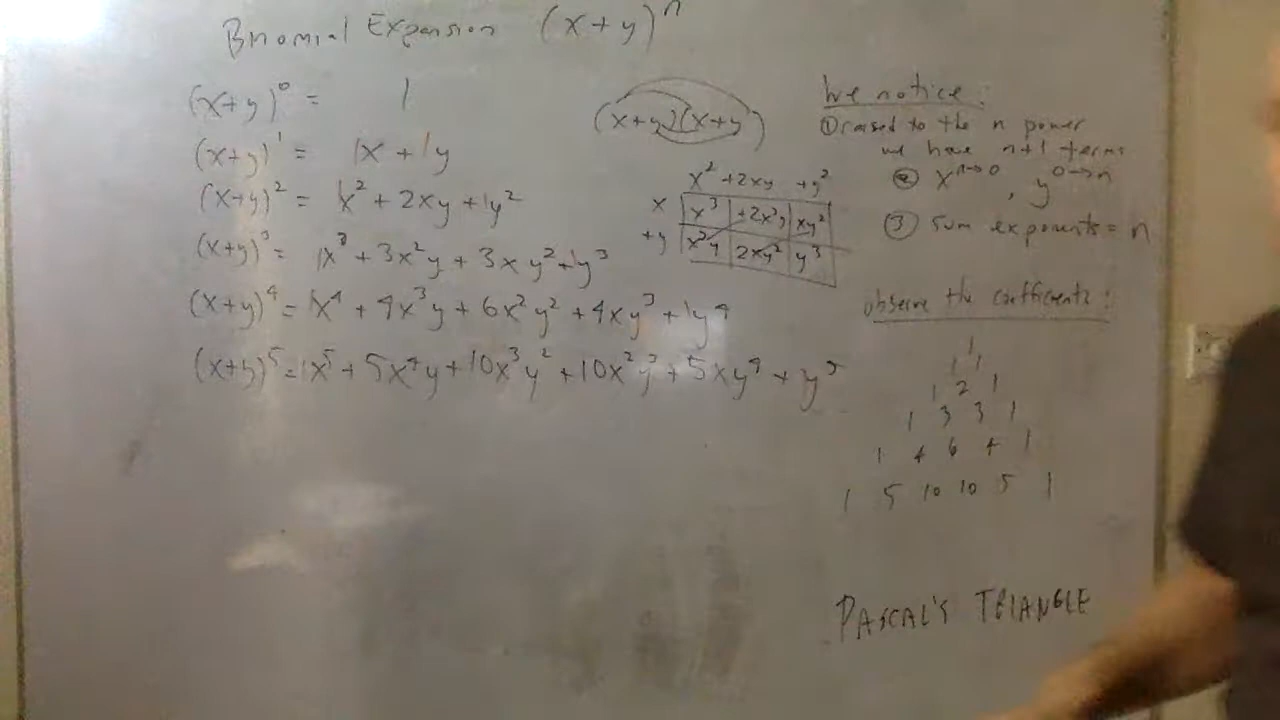 Binomial Expansion (x+y)^n
(x+y)^0 = 1
(x+y)^1 = 1x + 1y
(x+y)^2 = 1x^2 + 2xy + 1y^2
(x+y)^3 = 1x^3 + 3x^2y + 3xy^2 + 1y^3
(x+y)^4 = 1x^4 + 4x^3y + 6x^2y^2 + 4xy^3 + 1y^4
(x+y)^5 = 1x^5 + 5x^4y + 10x^3y^2 + 10x^2y^3 + 5xy^4 + y^5
(x+y)(x+y)
x^2 +2xy +y^2
x x^3 +2x^2y xy^2
+y x^2y 2xy^2 y^3
We notice:
① raised to the n power
we have n+1 terms
② x^n→0, y^0→n
③ sum exponents = n
observe the coefficients:
1
1 1
1 2 1
1 3 3 1
1 4 6 4 1
1 5 10 10 5 1
PASCAL'S TRIANGLE